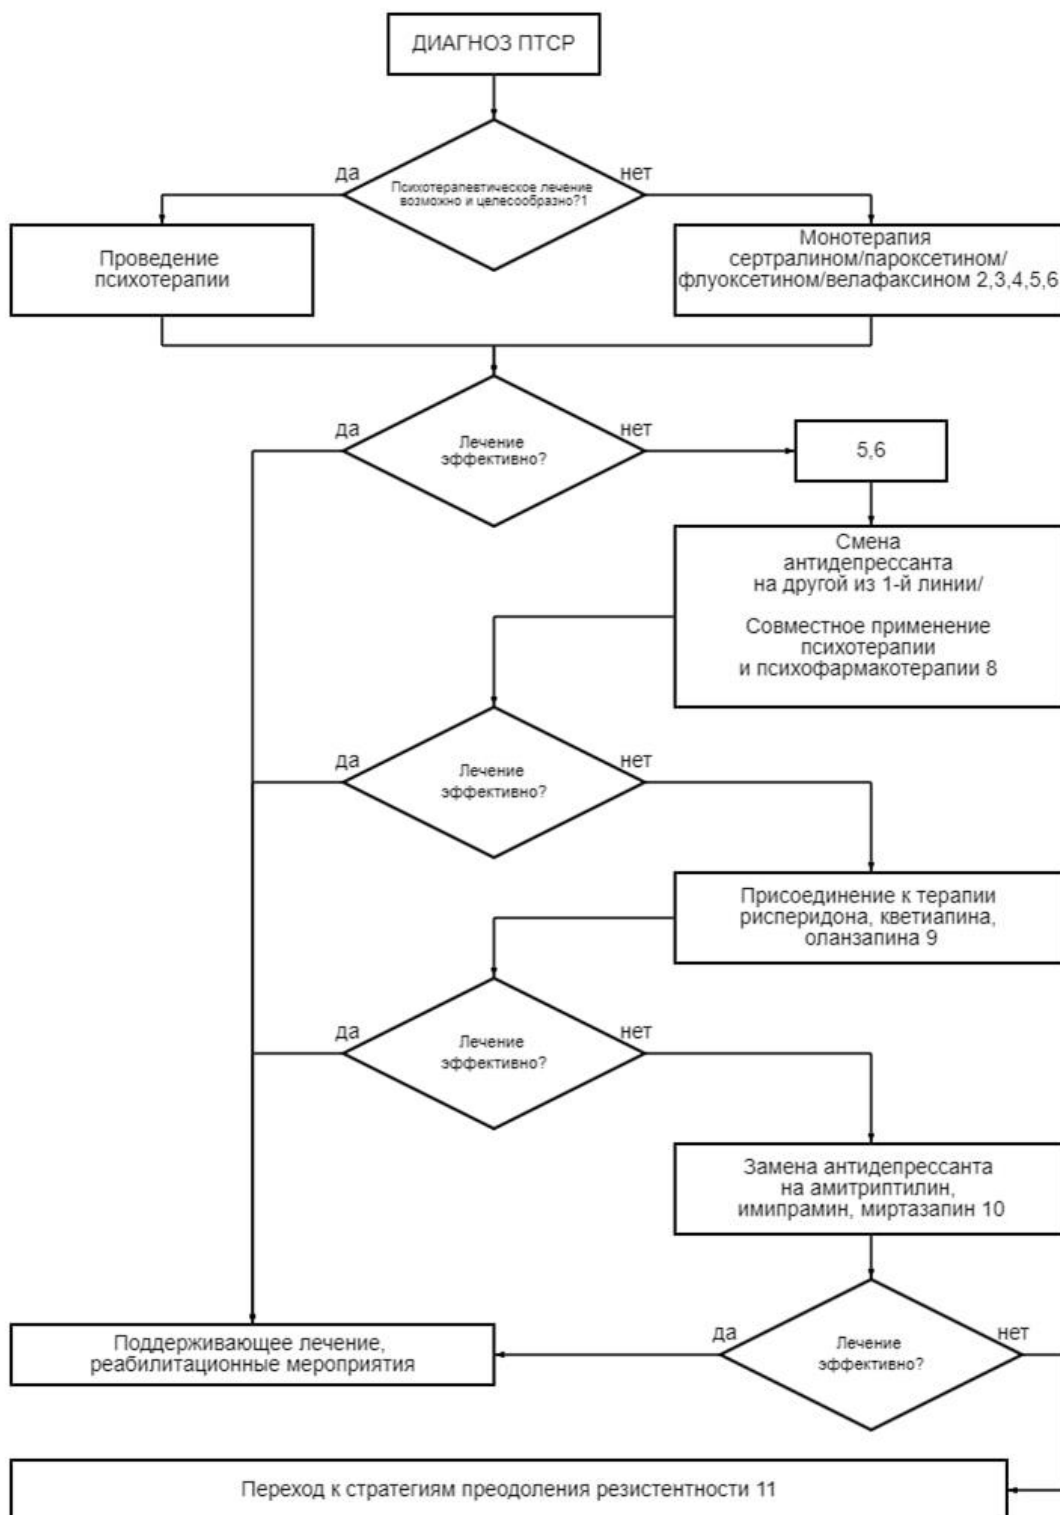 ДИАГНОЗ ПТСР
да
нет
Психотерапевтическое лечение
возможно и целесообразно?1
Проведение
психотерапии
Монотерапия
сертралином/пароксетином/
флуоксетином/велафаксином 2,3,4,5,6
да
нет
Лечение
эффективно?
5,6
Смена
антидепрессанта
на другой из 1-й линии/
Совместное применение
психотерапии
и психофармакотерапии 8
да
нет
Лечение
эффективно?
Присоединение к терапии
рисперидона, кветиапина,
оланзапина 9
да
нет
Лечение
эффективно?
Замена антидепрессанта
на амитриптилин,
имипрамин, миртазапин 10
да
нет
Лечение
эффективно?
Поддерживающее лечение,
реабилитационные мероприятия
Переход к стратегиям преодоления резистентности 11